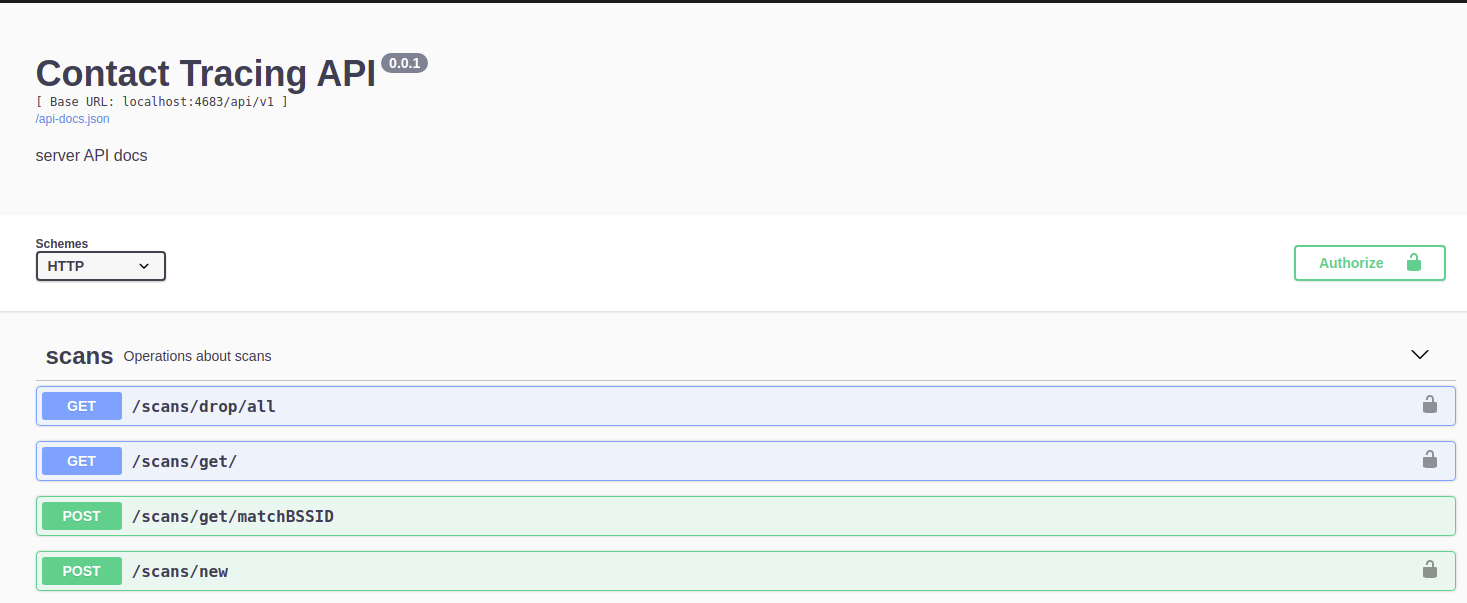 Contact Tracing API 0.0.1
[ Base URL: localhost:4683/api/v1 ]
/api-docs.json
server API docs
Schemes
HTTP
Authorize
scans Operations about scans
GET /scans/drop/all
GET /scans/get/
POST /scans/get/matchBSSID
POST /scans/new